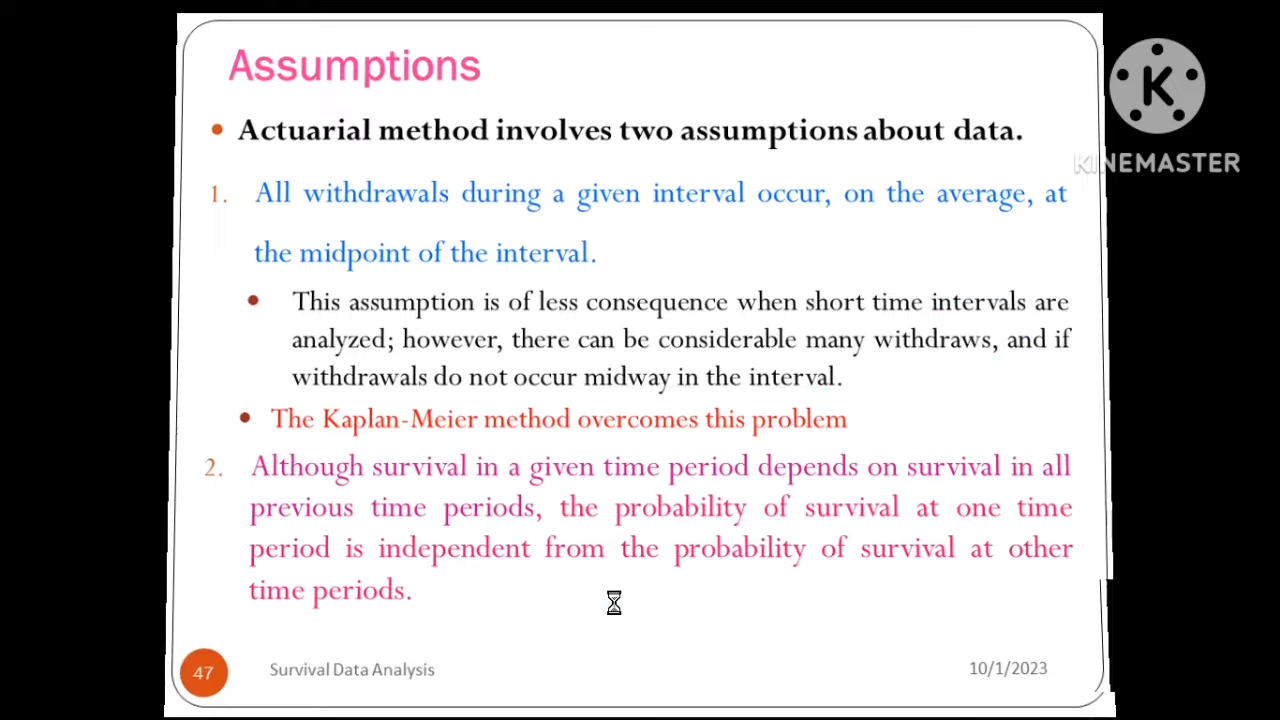 Assumptions
K
KINEMASTER
• Actuarial method involves two assumptions about data.
1. All withdrawals during a given interval occur, on the average, at
the midpoint of the interval.
• This assumption is of less consequence when short time intervals are
analyzed; however, there can be considerable many withdraws, and if
withdrawals do not occur midway in the interval.
• The Kaplan-Meier method overcomes this problem
2. Although survival in a given time period depends on survival in all
previous time periods, the probability of survival at one time
period is independent from the probability of survival at other
time periods.
47 Survival Data Analysis 10/1/2023